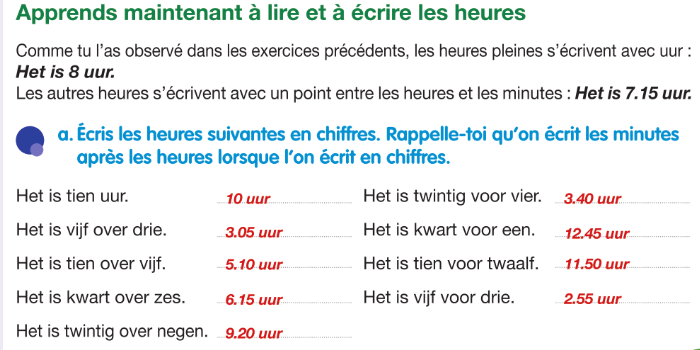 Apprends maintenant à lire et à écrire les heures
Comme tu l'as observé dans les exercices précédents, les heures pleines s'écrivent avec uur :
Het is 8 uur.
Les autres heures s'écrivent avec un point entre les heures et les minutes : Het is 7.15 uur.
a. Écris les heures suivantes en chiffres. Rappelle-toi qu'on écrit les minutes
après les heures lorsque l'on écrit en chiffres.
Het is tien uur. 10 uur Het is twintig voor vier. 3.40 uur
Het is vijf over drie. 3.05 uur Het is kwart voor een. 12.45 uur
Het is tien over vijf. 5.10 uur Het is tien voor twaalf. 11.50 uur
Het is kwart over zes. 6.15 uur Het is vijf voor drie. 2.55 uur
Het is twintig over negen. 9.20 uur